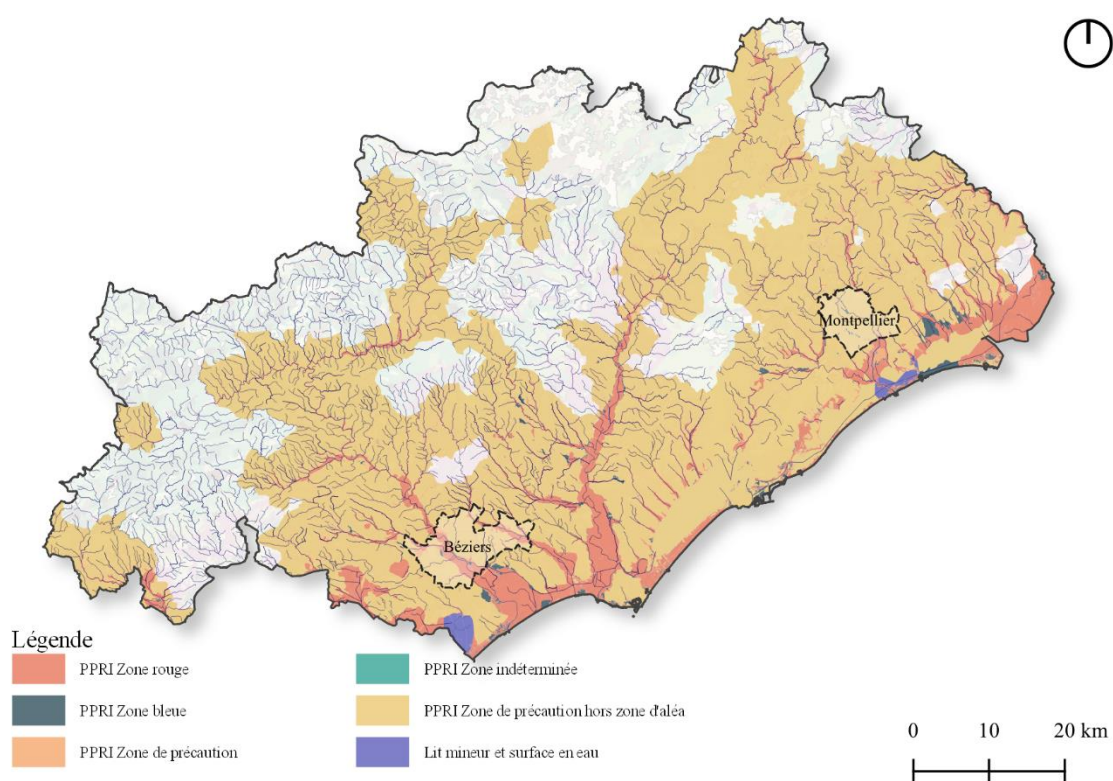 Montpellier
Béziers
Légende
PPRI Zone rouge
PPRI Zone bleue
PPRI Zone de précaution
PPRI Zone indéterminée
PPRI Zone de précaution hors zone d'aléa
Lit mineur et surface en eau
0 10 20 km